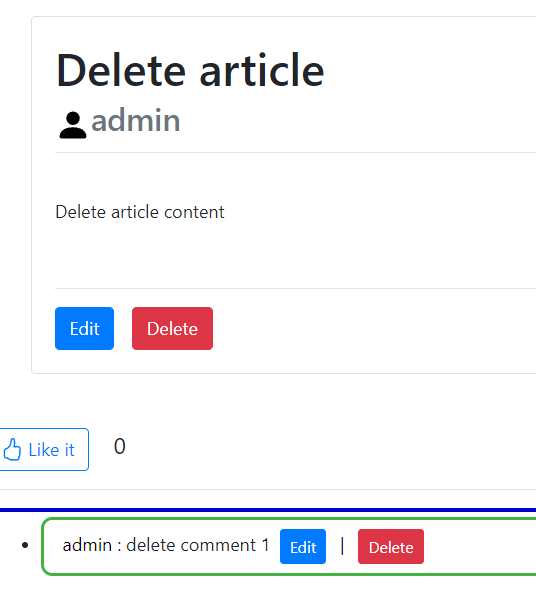 Delete article
admin
Delete article content
Edit Delete
Like it 0
admin : delete comment 1 Edit | Delete